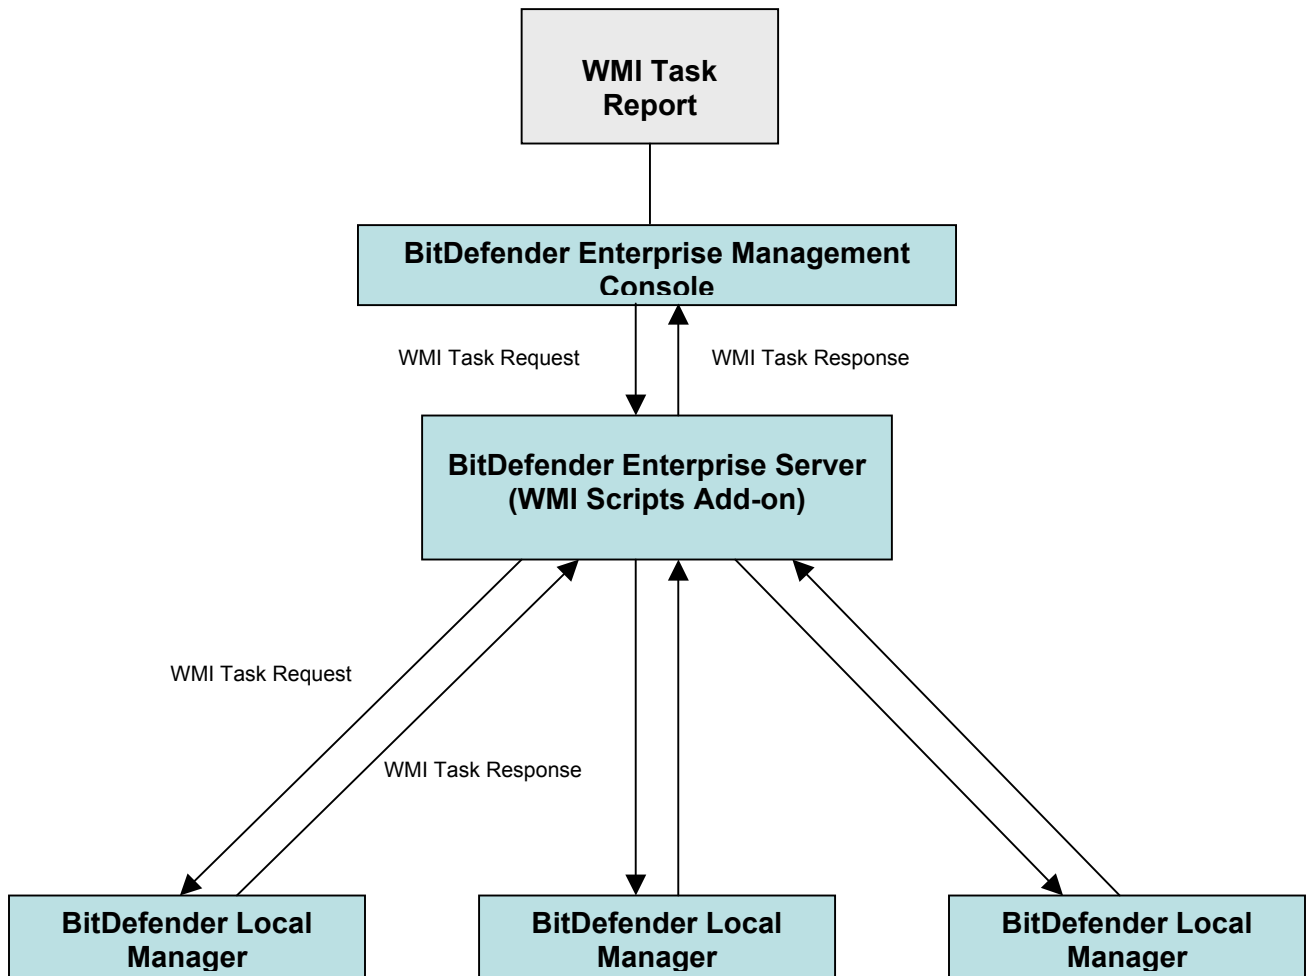 WMI Task
Report
BitDefender Enterprise Management
Console
WMI Task Request
WMI Task Response
BitDefender Enterprise Server
(WMI Scripts Add-on)
WMI Task Request
WMI Task Response
BitDefender Local
Manager
BitDefender Local
Manager
BitDefender Local
Manager